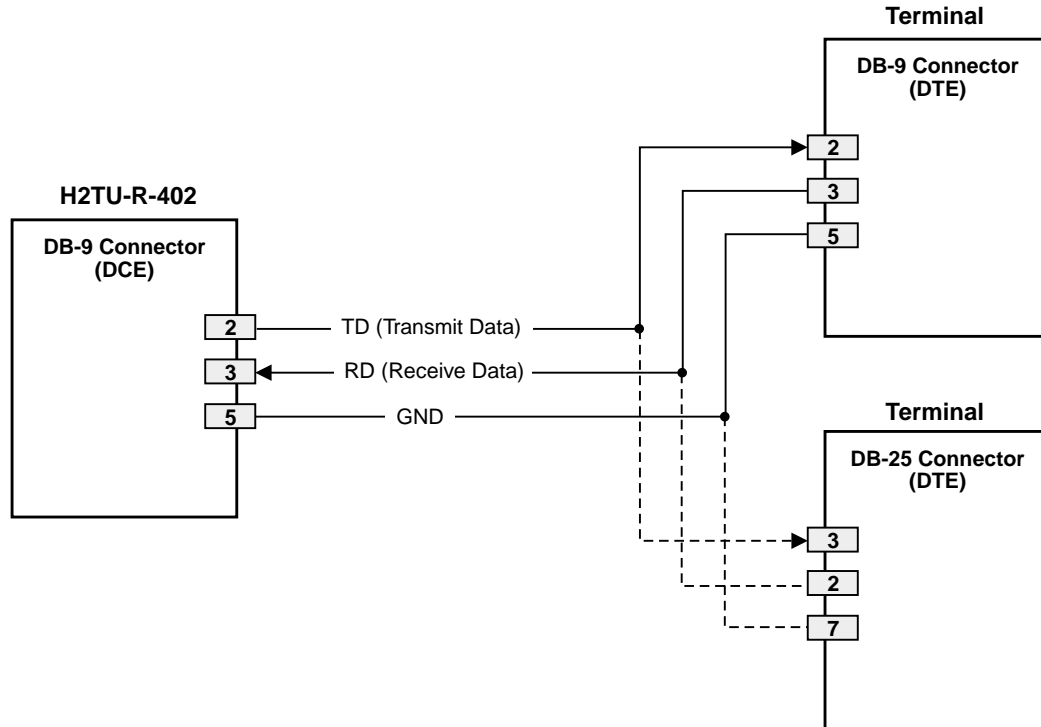 Terminal
DB-9 Connector
(DTE)
2
3
5
H2TU-R-402
DB-9 Connector
(DCE)
2
TD (Transmit Data)
3
RD (Receive Data)
5
GND
Terminal
DB-25 Connector
(DTE)
3
2
7